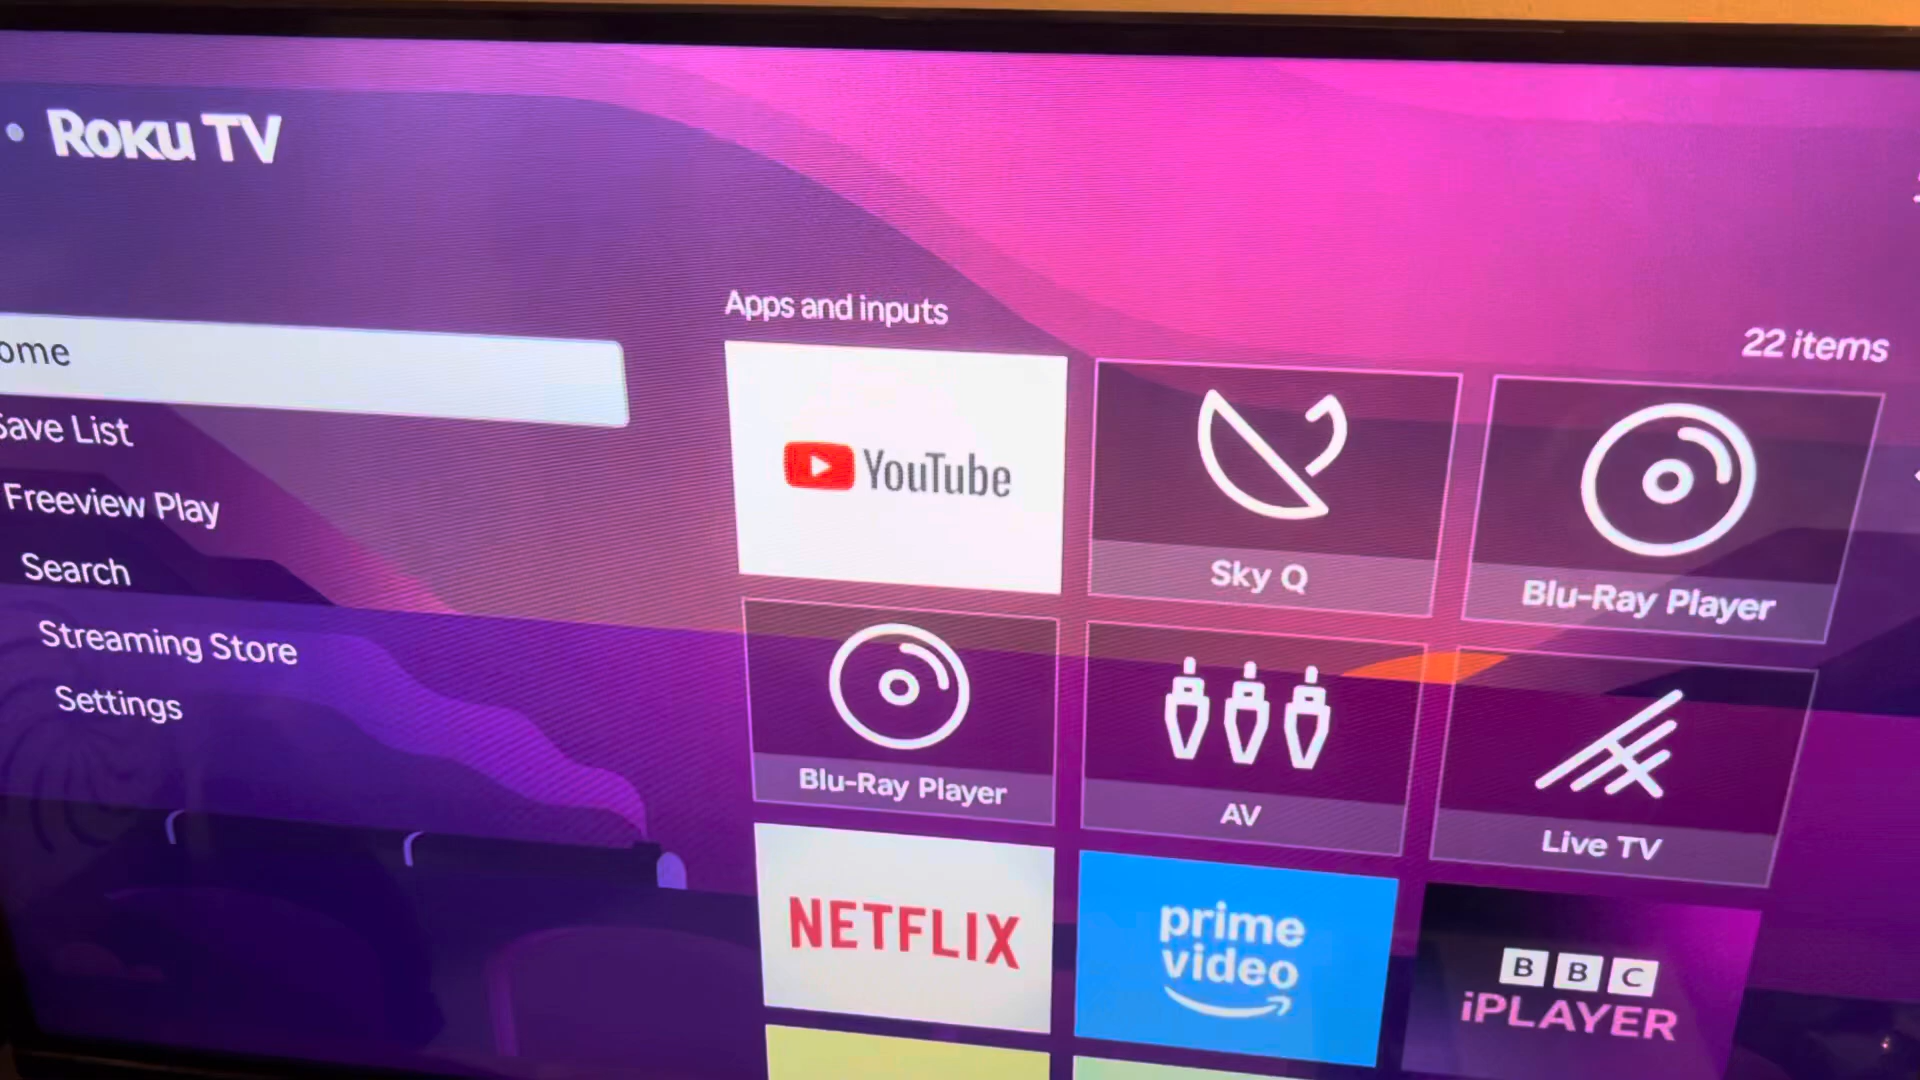 Roku TV
Apps and inputs
22 items
ome
Save List
Freeview Play
Search
Streaming Store
Settings
YouTube
Sky Q
Blu-Ray Player
Blu-Ray Player
AV
Live TV
NETFLIX
prime video
BBC
iPLAYER